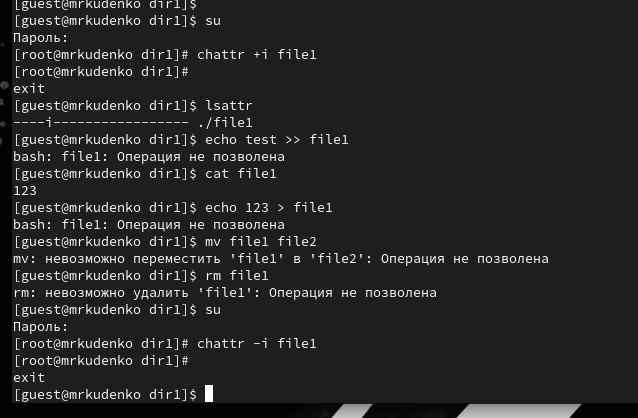 [guest@mrkudenko dir1]$
[guest@mrkudenko dir1]$ su
Пароль:
[root@mrkudenko dir1]# chattr +i file1
[root@mrkudenko dir1]#
exit
[guest@mrkudenko dir1]$ lsattr
----i----------------- ./file1
[guest@mrkudenko dir1]$ echo test >> file1
bash: file1: Операция не позволена
[guest@mrkudenko dir1]$ cat file1
123
[guest@mrkudenko dir1]$ echo 123 > file1
bash: file1: Операция не позволена
[guest@mrkudenko dir1]$ mv file1 file2
mv: невозможно переместить 'file1' в 'file2': Операция не позволена
[guest@mrkudenko dir1]$ rm file1
rm: невозможно удалить 'file1': Операция не позволена
[guest@mrkudenko dir1]$ su
Пароль:
[root@mrkudenko dir1]# chattr -i file1
[root@mrkudenko dir1]#
exit
[guest@mrkudenko dir1]$